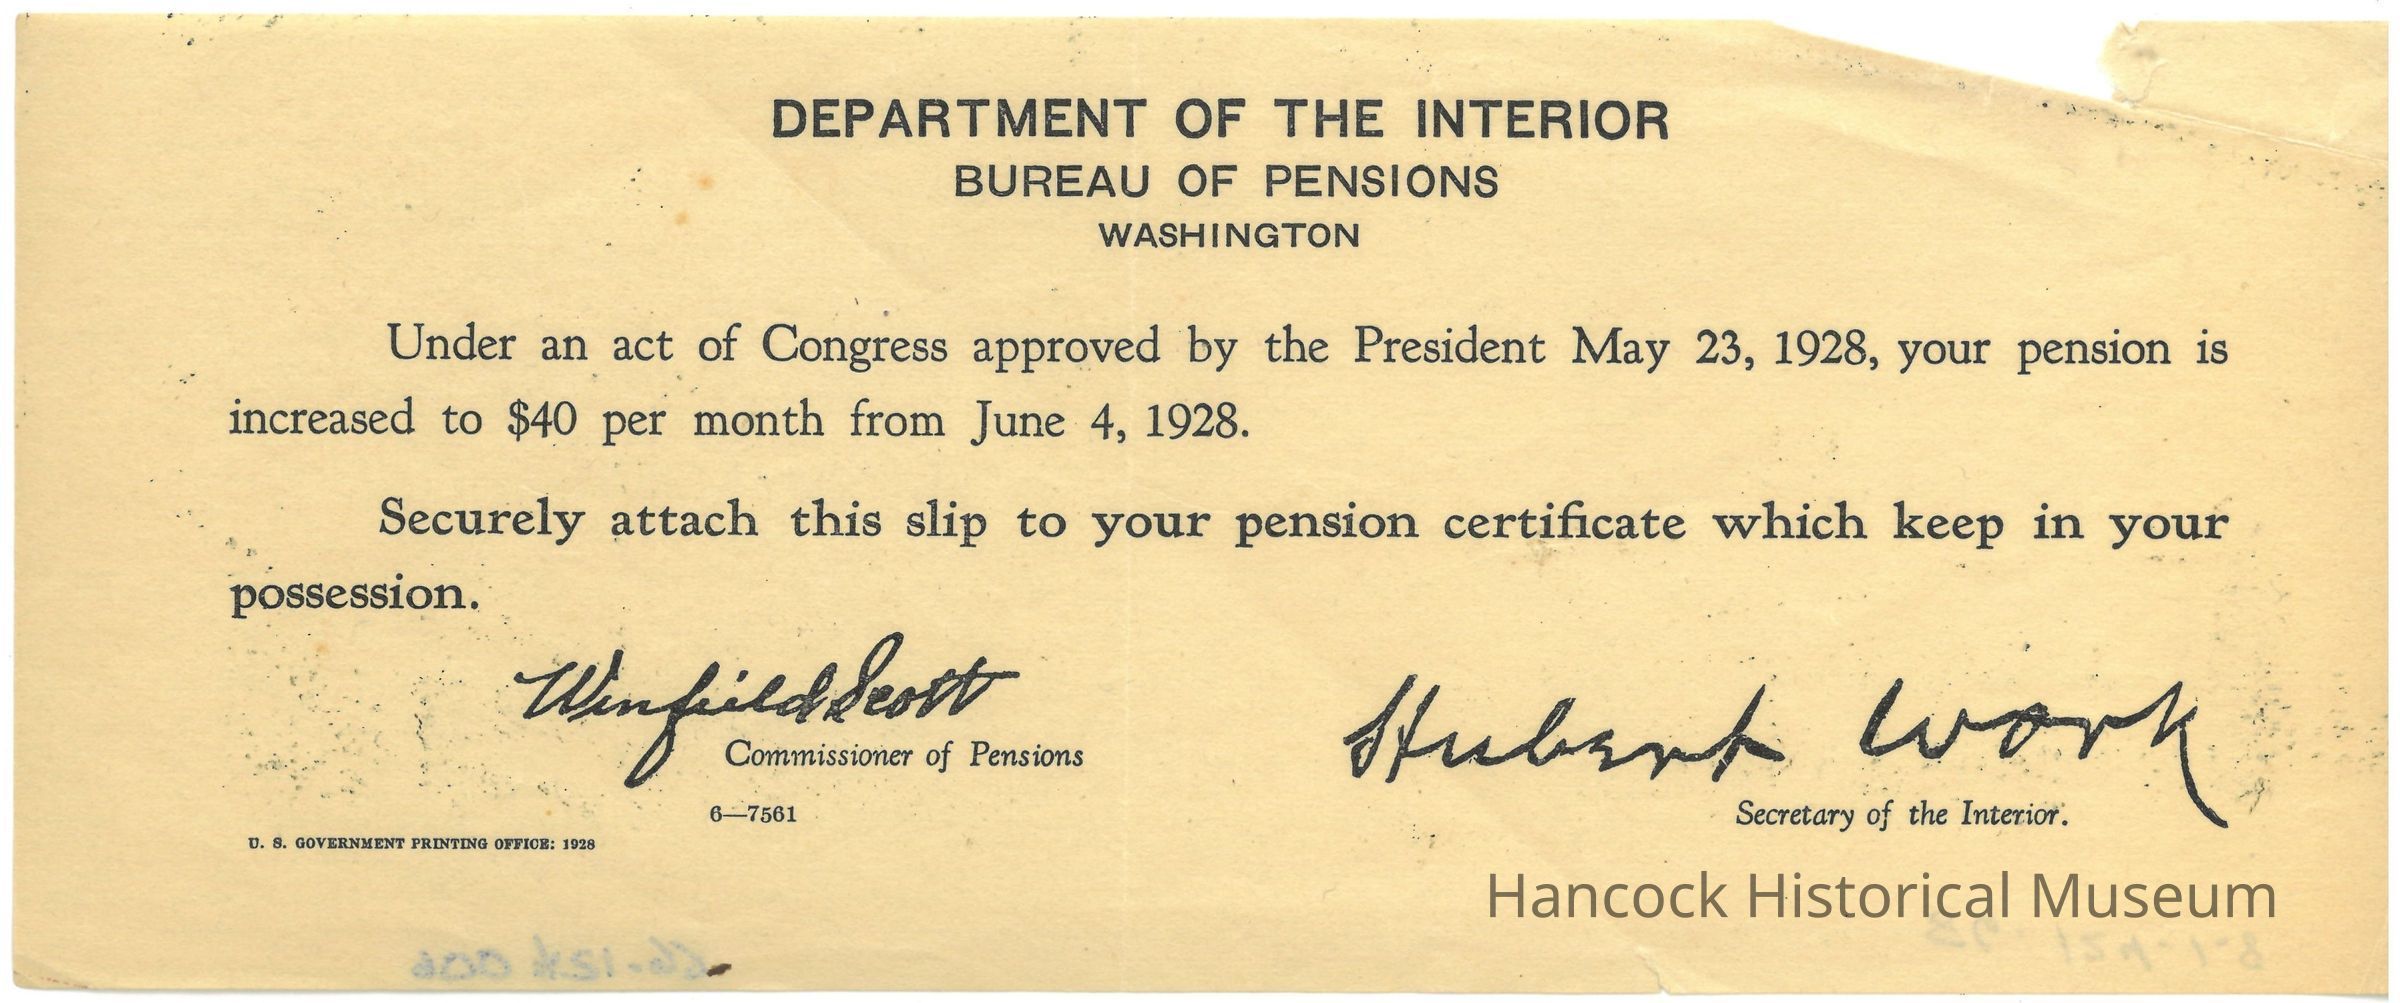 DEPARTMENT OF THE INTERIOR
BUREAU OF PENSIONS
WASHINGTON
Under an act of Congress approved by the President May 23, 1928, your pension is
increased to $40 per month from June 4, 1928.
Securely attach this slip to your pension certificate which keep in your
possession.
Winfield Scott
Commissioner of Pensions
Hubert Work
Secretary of the Interior.
6—7561
U. S. GOVERNMENT PRINTING OFFICE: 1928
Hancock Historical Museum